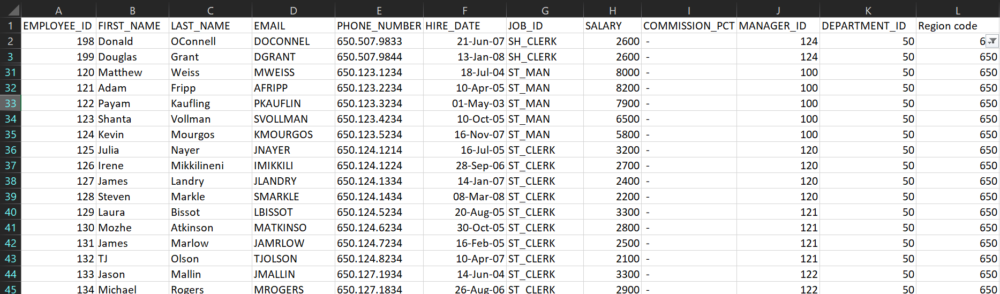 A B C D E F G H I J K L
1 EMPLOYEE_ID FIRST_NAME LAST_NAME EMAIL PHONE_NUMBER HIRE_DATE JOB_ID SALARY COMMISSION_PCT MANAGER_ID DEPARTMENT_ID Region code
2 198 Donald OConnell DOCONNEL 650.507.9833 21-Jun-07 SH_CLERK 2600 - 124 50 6
3 199 Douglas Grant DGRANT 650.507.9844 13-Jan-08 SH_CLERK 2600 - 124 50 650
31 120 Matthew Weiss MWEISS 650.123.1234 18-Jul-04 ST_MAN 8000 - 100 50 650
32 121 Adam Fripp AFRIPP 650.123.2234 10-Apr-05 ST_MAN 8200 - 100 50 650
33 122 Payam Kaufling PKAUFLIN 650.123.3234 01-May-03 ST_MAN 7900 - 100 50 650
34 123 Shanta Vollman SVOLLMAN 650.123.4234 10-Oct-05 ST_MAN 6500 - 100 50 650
35 124 Kevin Mourgos KMOURGOS 650.123.5234 16-Nov-07 ST_MAN 5800 - 100 50 650
36 125 Julia Nayer JNAYER 650.124.1214 16-Jul-05 ST_CLERK 3200 - 120 50 650
37 126 Irene Mikkilineni IMIKKILI 650.124.1224 28-Sep-06 ST_CLERK 2700 - 120 50 650
38 127 James Landry JLANDRY 650.124.1334 14-Jan-07 ST_CLERK 2400 - 120 50 650
39 128 Steven Markle SMARKLE 650.124.1434 08-Mar-08 ST_CLERK 2200 - 120 50 650
40 129 Laura Bissot LBISSOT 650.124.5234 20-Aug-05 ST_CLERK 3300 - 121 50 650
41 130 Mozhe Atkinson MATKINSO 650.124.6234 30-Oct-05 ST_CLERK 2800 - 121 50 650
42 131 James Marlow JAMRLOW 650.124.7234 16-Feb-05 ST_CLERK 2500 - 121 50 650
43 132 TJ Olson TJOLSON 650.124.8234 10-Apr-07 ST_CLERK 2100 - 121 50 650
44 133 Jason Mallin JMALLIN 650.127.1934 14-Jun-04 ST_CLERK 3300 - 122 50 650
45 134 Michael Rogers MROGERS 650.127.1834 26-Aug-06 ST_CLERK 2900 - 122 50 650